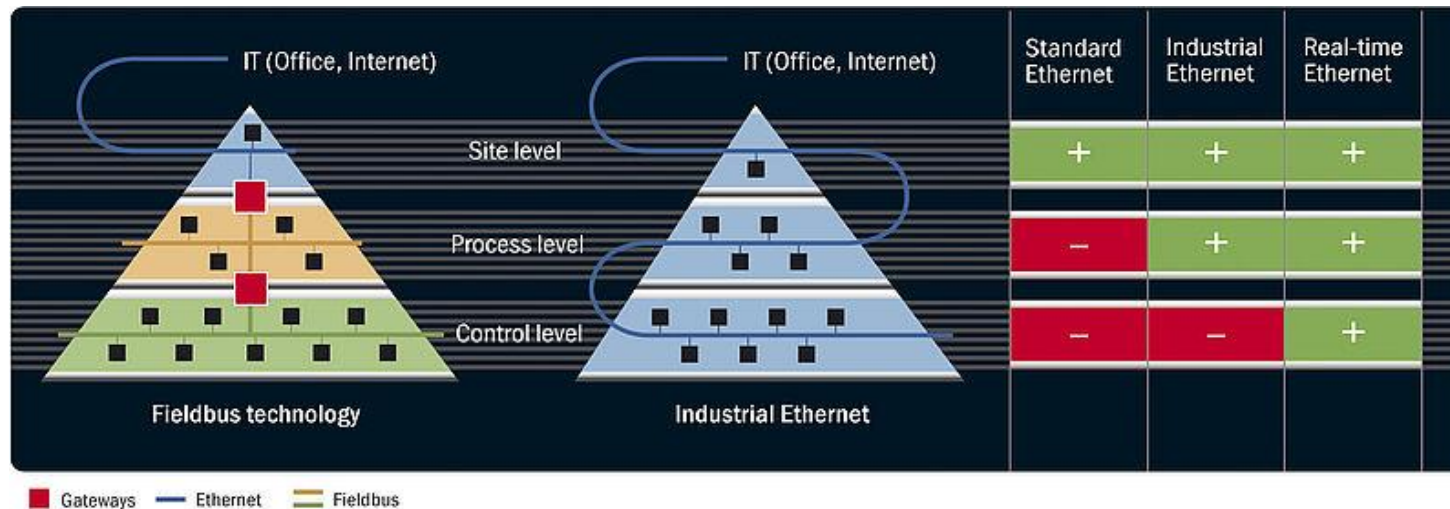 IT (Office, Internet)
IT (Office, Internet)
Standard
Ethernet
Industrial
Ethernet
Real-time
Ethernet
Site level
+
+
+
Process level
–
+
+
Control level
–
–
+
Fieldbus technology
Industrial Ethernet
Gateways
Ethernet
Fieldbus